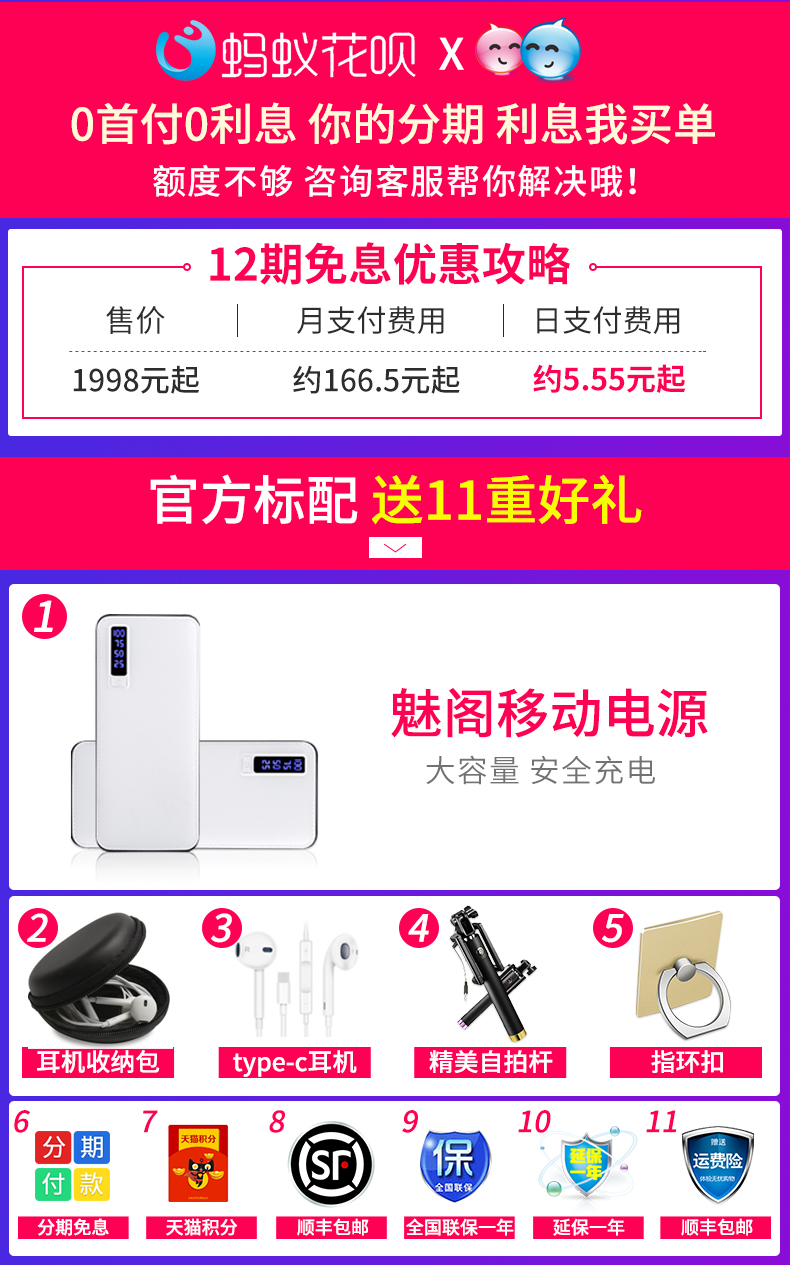 蚂蚁花呗 X
0首付0利息 你的分期 利息我买单
额度不够 咨询客服帮你解决哦!
12期免息优惠攻略
售价 月支付费用 日支付费用
1998元起 约166.5元起 约5.55元起
官方标配 送11重好礼
1
100
75
50
25
魅阁移动电源
大容量 安全充电
2 3 4 5
R
耳机收纳包 type-c耳机 精美自拍杆 指环扣
6 7 8 9 10 11
分 期
付 款
天猫积分
SF
保
全国联保
延保
一年
赠送
运费险
体验无忧购物
分期免息 天猫积分 顺丰包邮 全国联保一年 延保一年 顺丰包邮